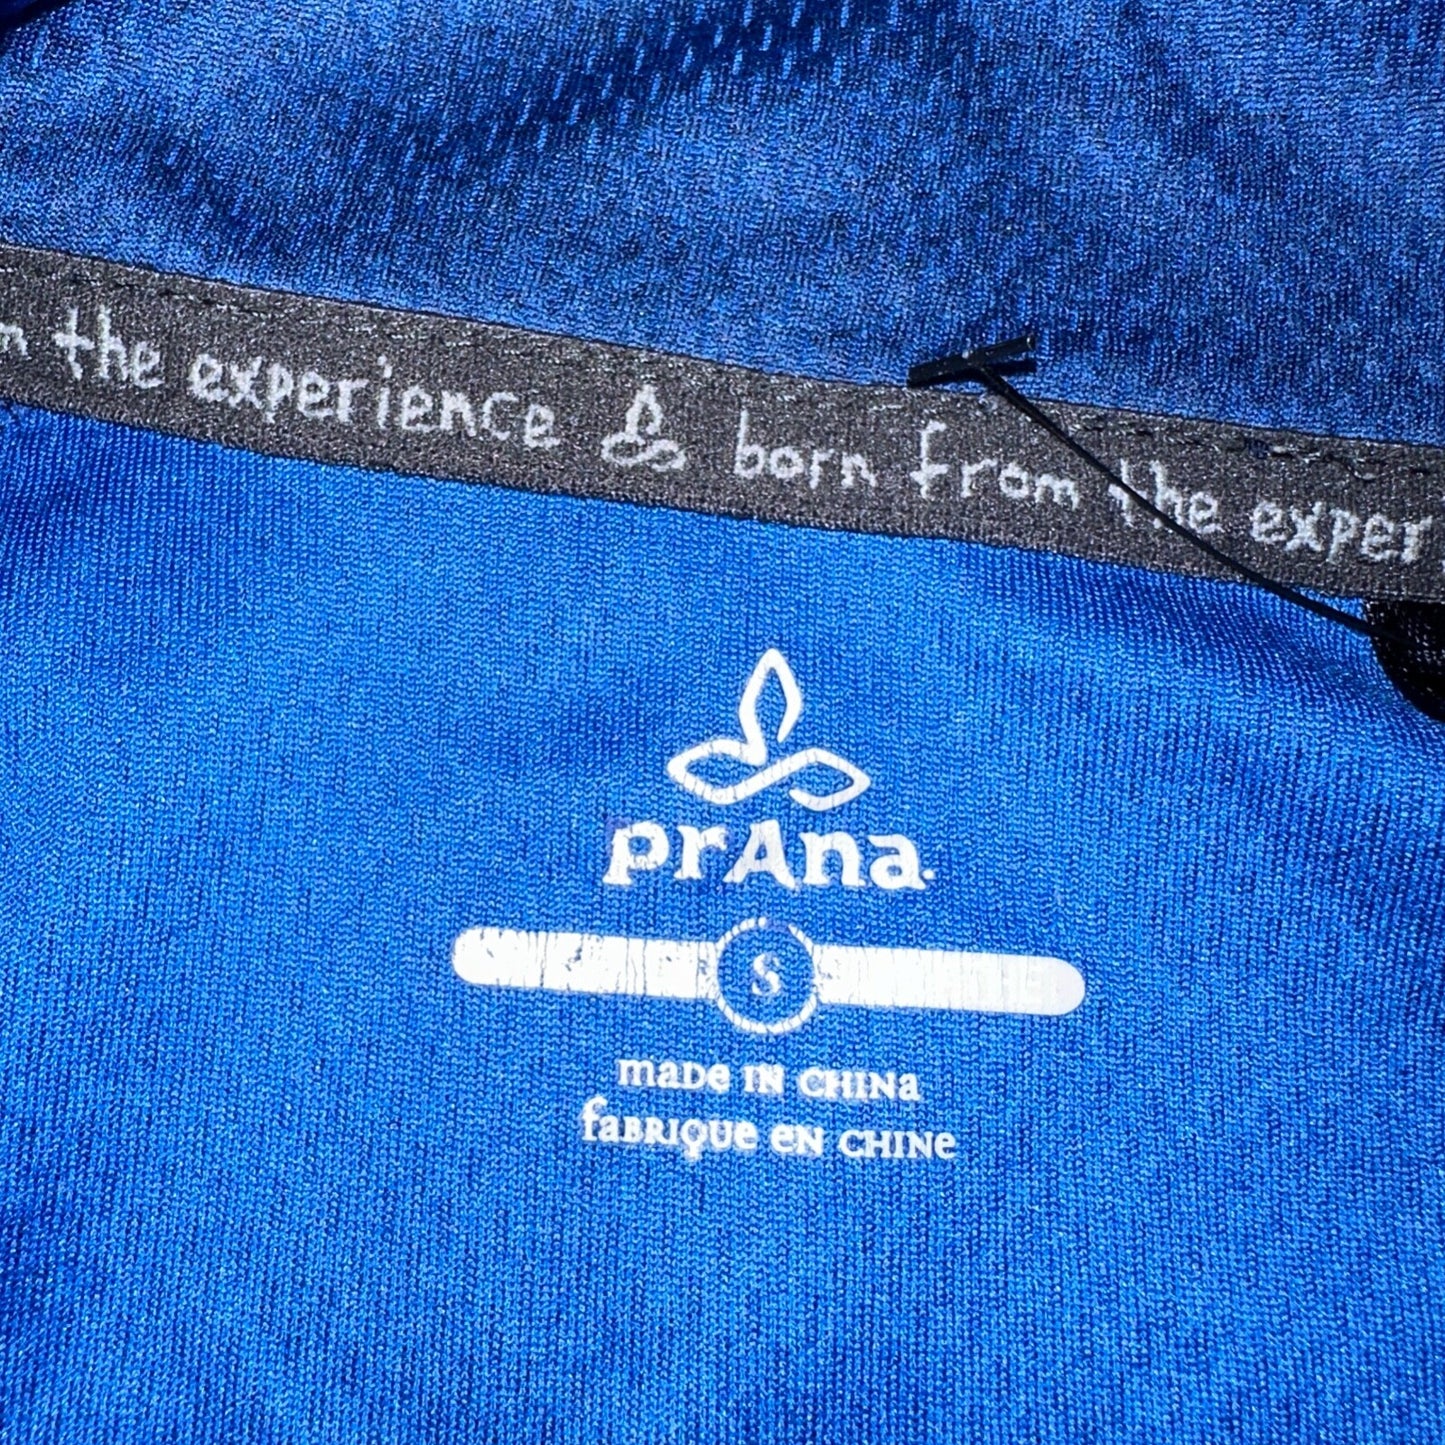 m the experience born from the exper
prAna
S
made in china
fabrique en chine